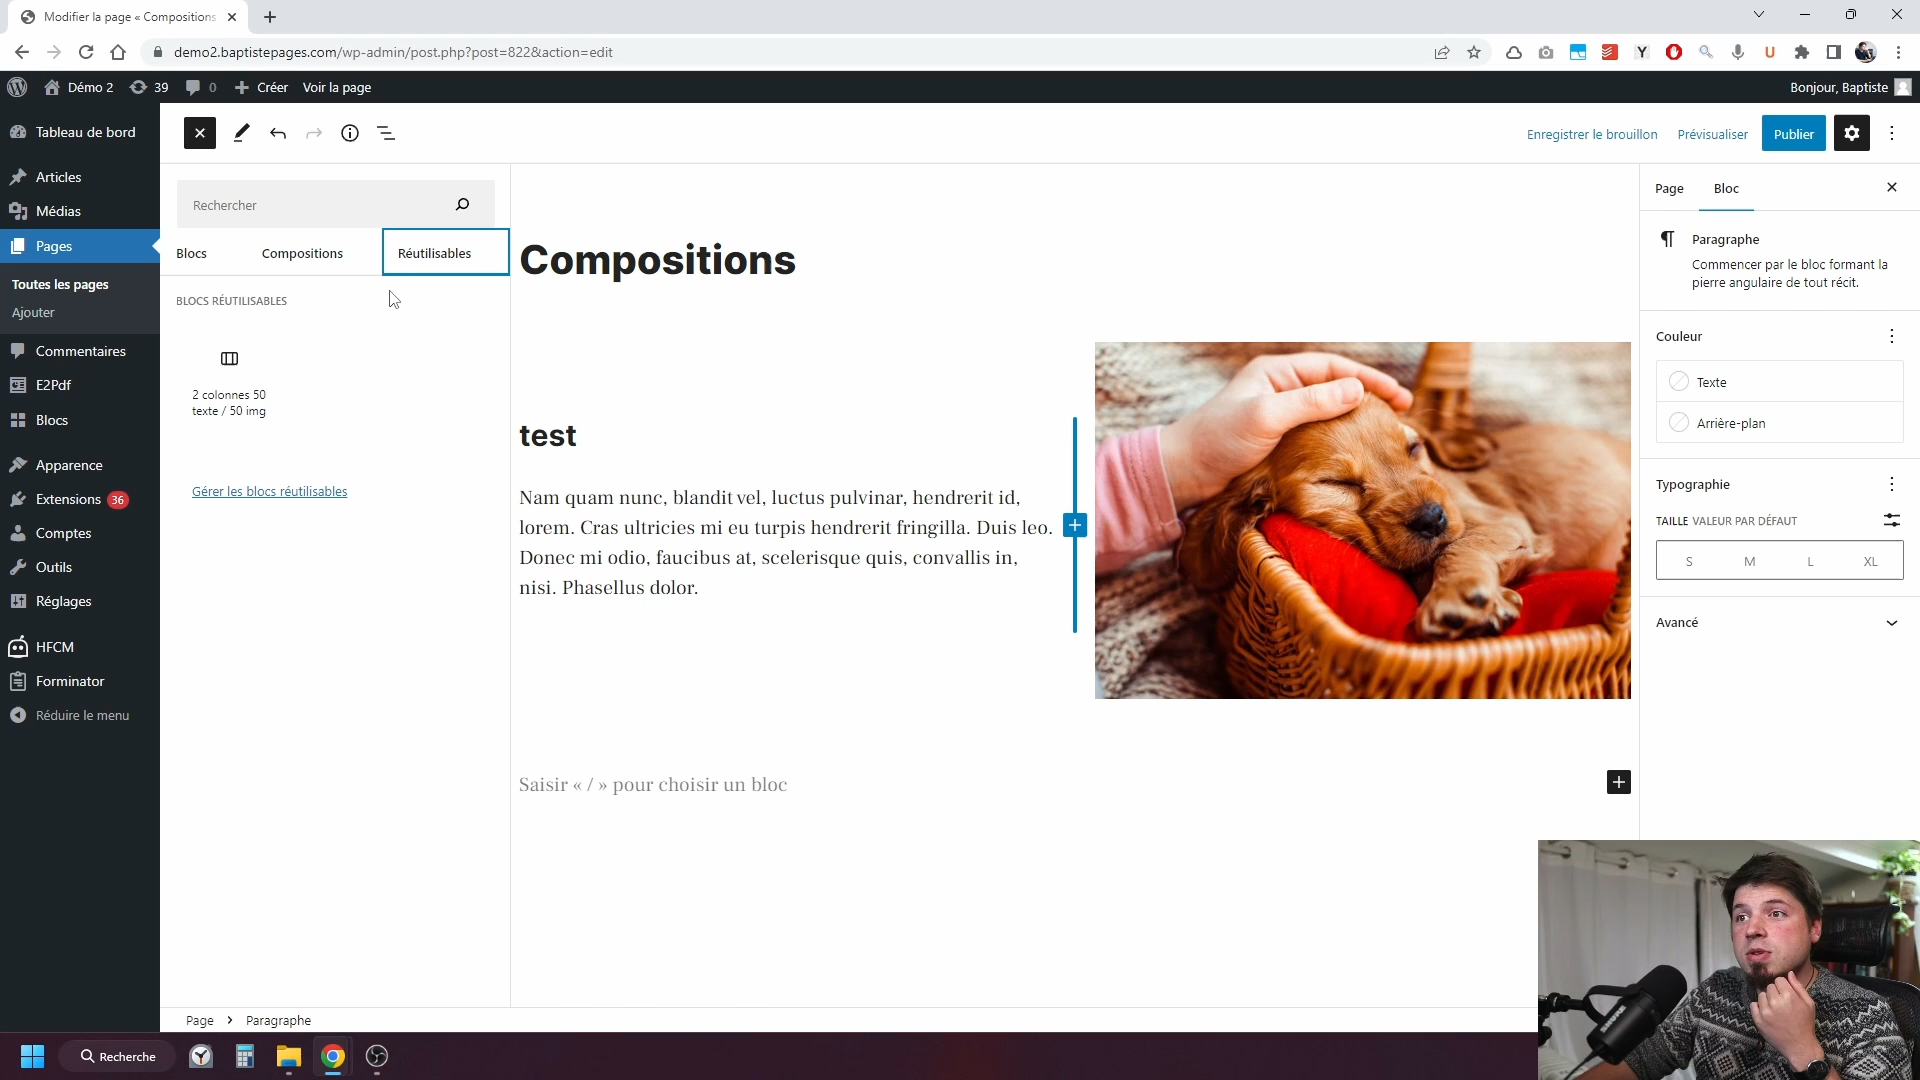 Modifier la page « Compositions
demo2.baptistepages.com/wp-admin/post.php?post=822&action=edit
Démo 2
39
0
Créer
Voir la page
Bonjour, Baptiste
Tableau de bord
Articles
Médias
Pages
Toutes les pages
Ajouter
Commentaires
E2Pdf
Blocs
Apparence
Extensions 36
Comptes
Outils
Réglages
HFCM
Forminator
Réduire le menu
Enregistrer le brouillon
Prévisualiser
Publier
Rechercher
Blocs
Compositions
Réutilisables
BLOCS RÉUTILISABLES
2 colonnes 50
texte / 50 img
Gérer les blocs réutilisables
Compositions
test
Nam quam nunc, blandit vel, luctus pulvinar, hendrerit id,
lorem. Cras ultricies mi eu turpis hendrerit fringilla. Duis leo.
Donec mi odio, faucibus at, scelerisque quis, convallis in,
nisi. Phasellus dolor.
Saisir « / » pour choisir un bloc
Page
Bloc
Paragraphe
Commencer par le bloc formant la
pierre angulaire de tout récit.
Couleur
Texte
Arrière-plan
Typographie
TAILLE VALEUR PAR DÉFAUT
S M L XL
Avancé
Page > Paragraphe
Recherche
SHURE